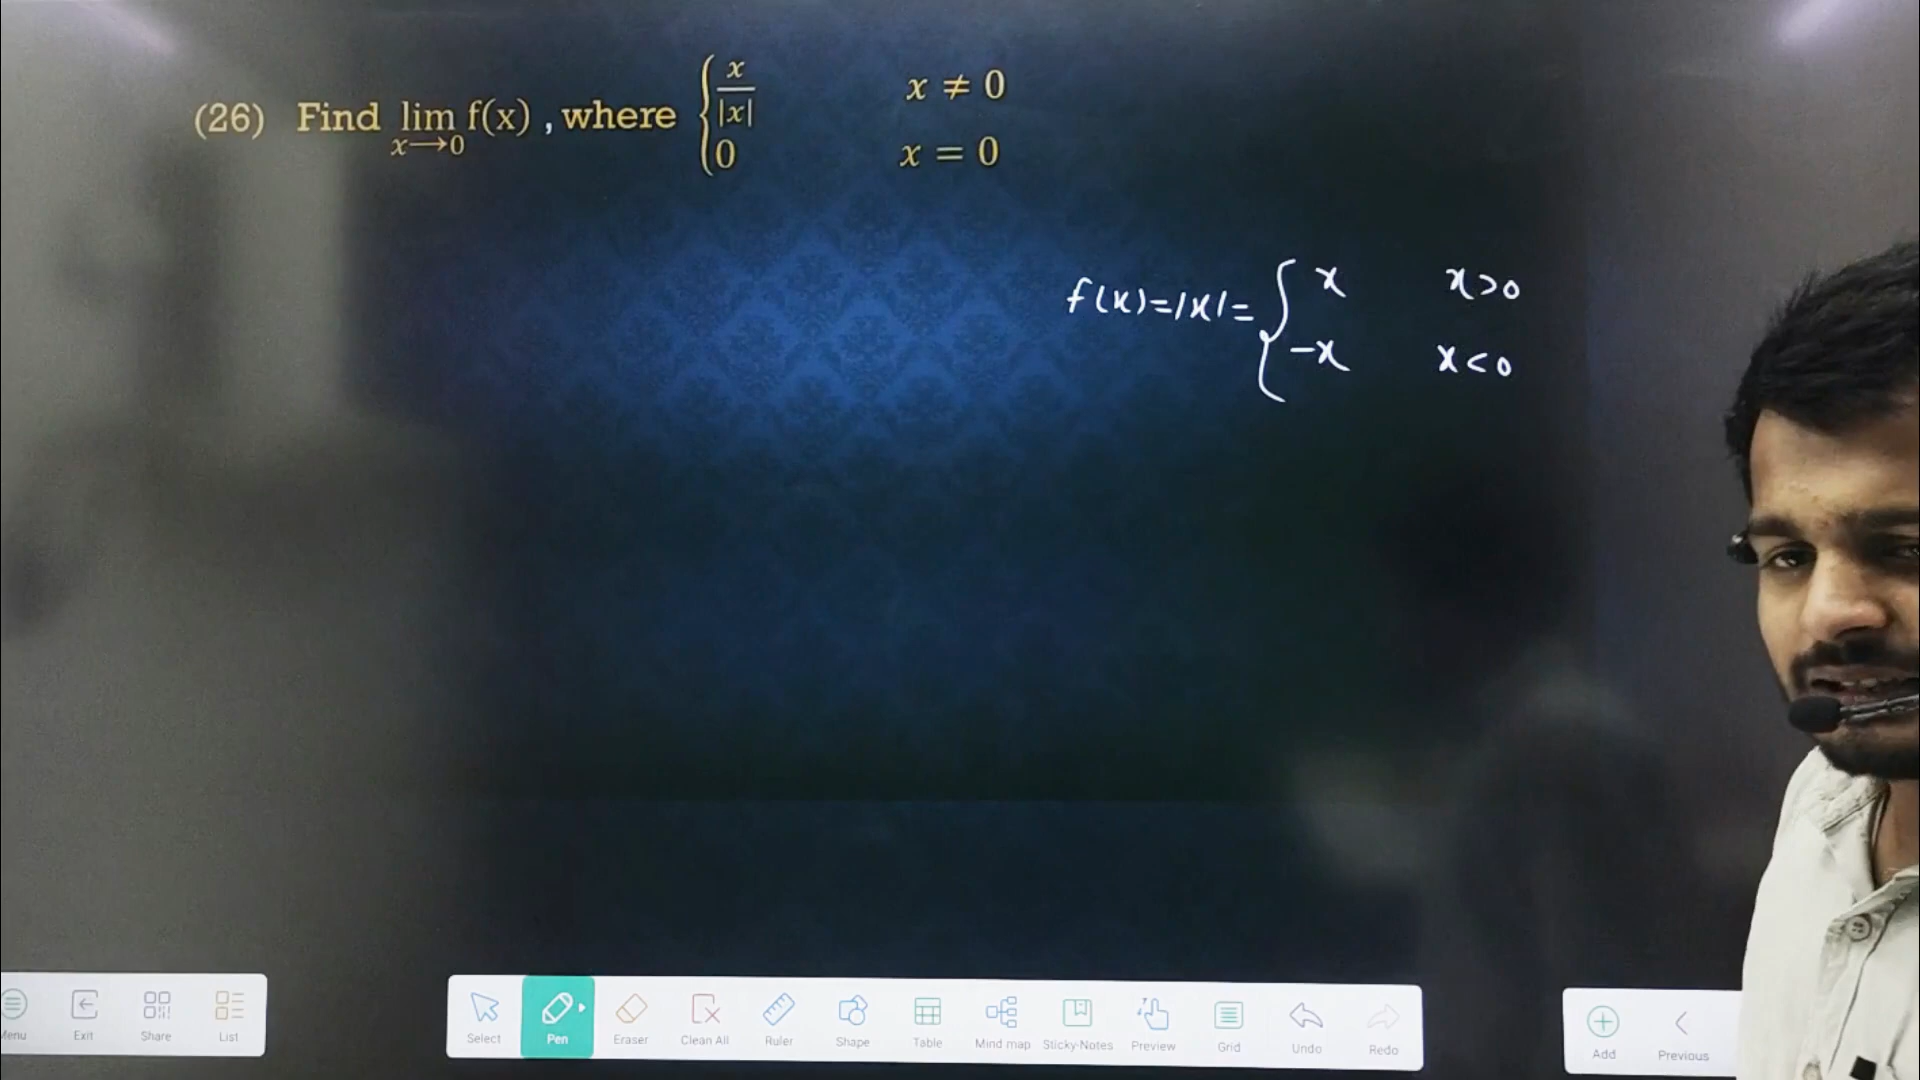 (26) Find lim x→0 f(x) , where { x/|x| x ≠ 0
0 x = 0
f(x)=|x|= { x x>0
-x x<0
Menu Exit Share List Select Pen Eraser Clean All Ruler Shape Table Mind map Sticky-Notes Preview Grid Undo Redo Add Previous